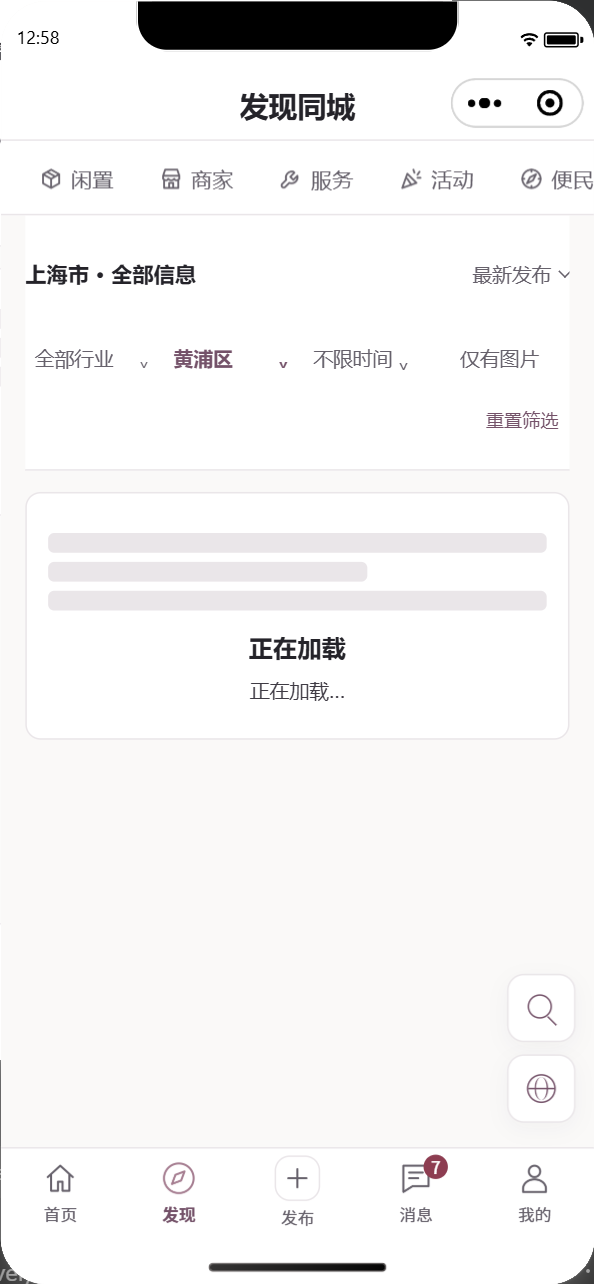 12:58
发现同城
闲置 商家 服务 活动 便民
上海市·全部信息 最新发布
全部行业 黄浦区 不限时间 仅有图片
重置筛选
正在加载
正在加载...
7
首页 发现 发布 消息 我的